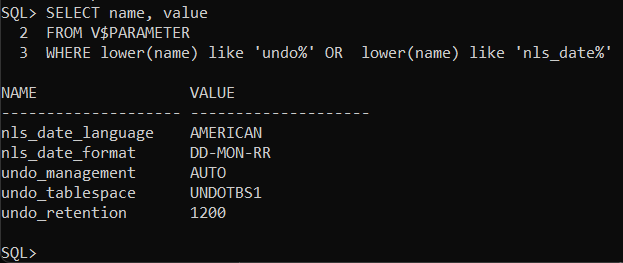 SQL> SELECT name, value
  2  FROM V$PARAMETER
  3  WHERE lower(name) like 'undo%' OR  lower(name) like 'nls_date%'
NAME                 VALUE
-------------------- --------------------
nls_date_language    AMERICAN
nls_date_format      DD-MON-RR
undo_management      AUTO
undo_tablespace      UNDOTBS1
undo_retention       1200
SQL>